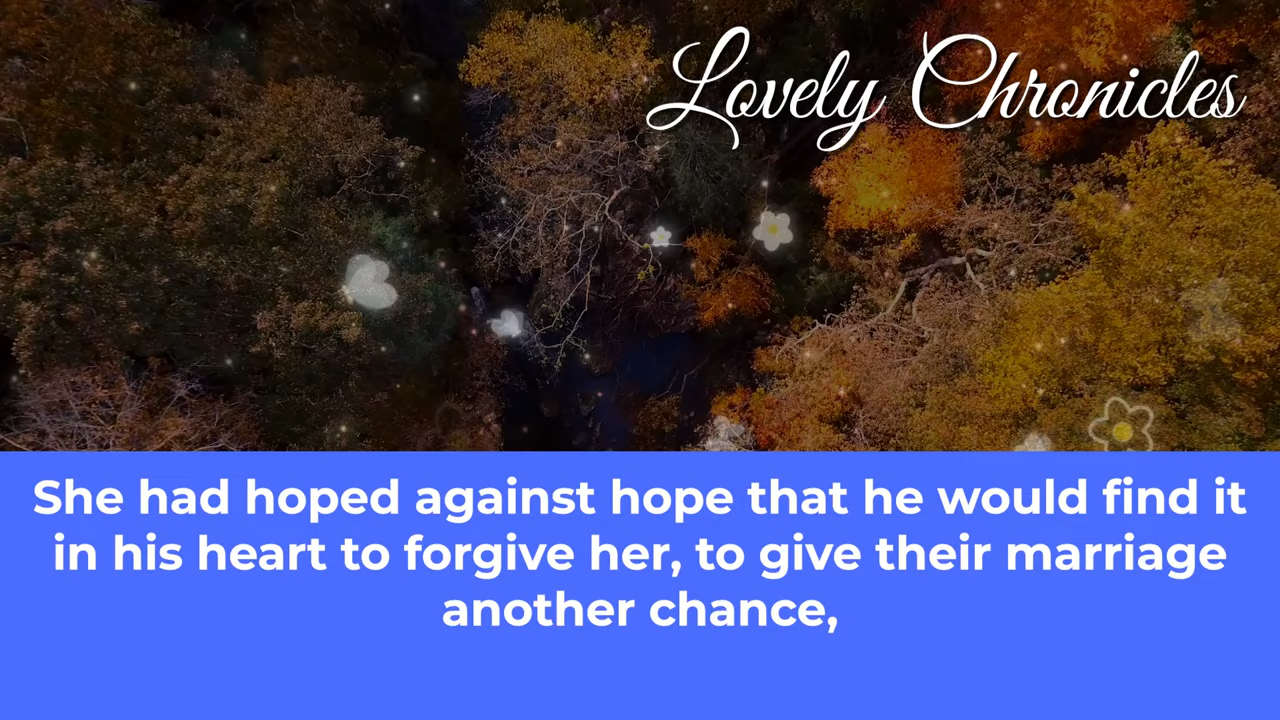 Lovely Chronicles
She had hoped against hope that he would find it
in his heart to forgive her, to give their marriage
another chance,